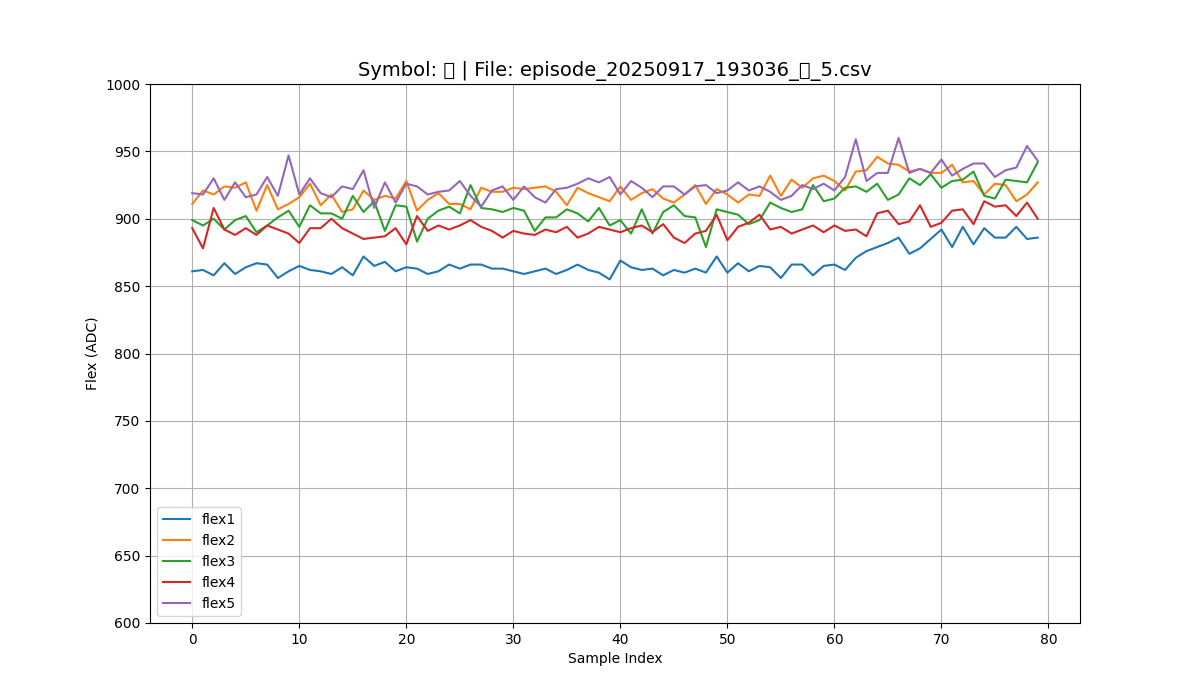 Symbol: ▯ | File: episode_20250917_193036_▯_5.csv
1000
950
900
850
800
750
700
650
600
Flex (ADC)
flex1
flex2
flex3
flex4
flex5
0 10 20 30 40 50 60 70 80
Sample Index